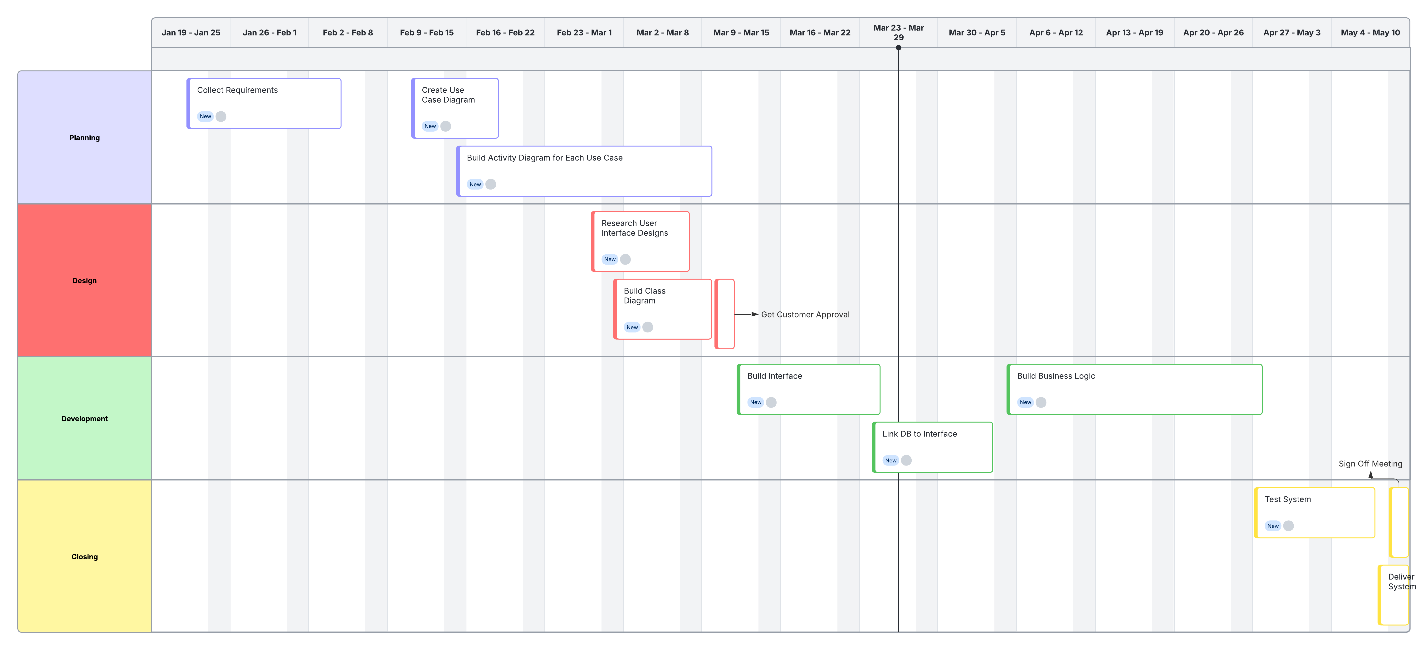 Jan 19 - Jan 25
Jan 26 - Feb 1
Feb 2 - Feb 8
Feb 9 - Feb 15
Feb 16 - Feb 22
Feb 23 - Mar 1
Mar 2 - Mar 8
Mar 9 - Mar 15
Mar 16 - Mar 22
Mar 23 - Mar
29
Mar 30 - Apr 5
Apr 6 - Apr 12
Apr 13 - Apr 19
Apr 20 - Apr 26
Apr 27 - May 3
May 4 - May 10
Planning
Collect Requirements
New
Create Use
Case Diagram
New
Build Activity Diagram for Each Use Case
New
Design
Research User
Interface Designs
New
Build Class
Diagram
New
Get Customer Approval
Development
Build Interface
New
Build Business Logic
New
Link DB to Interface
New
Sign Off Meeting
Closing
Test System
New
Deliver
System